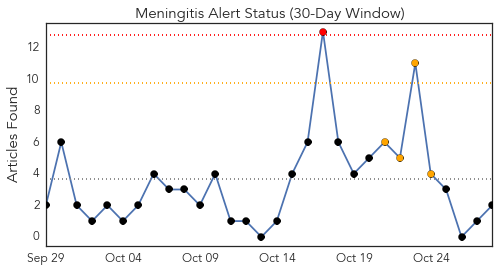 Meningitis Alert Status (30-Day Window)
Articles Found
12
10
8
6
4
2
0
Sep 29 Oct 04 Oct 09 Oct 14 Oct 19 Oct 24